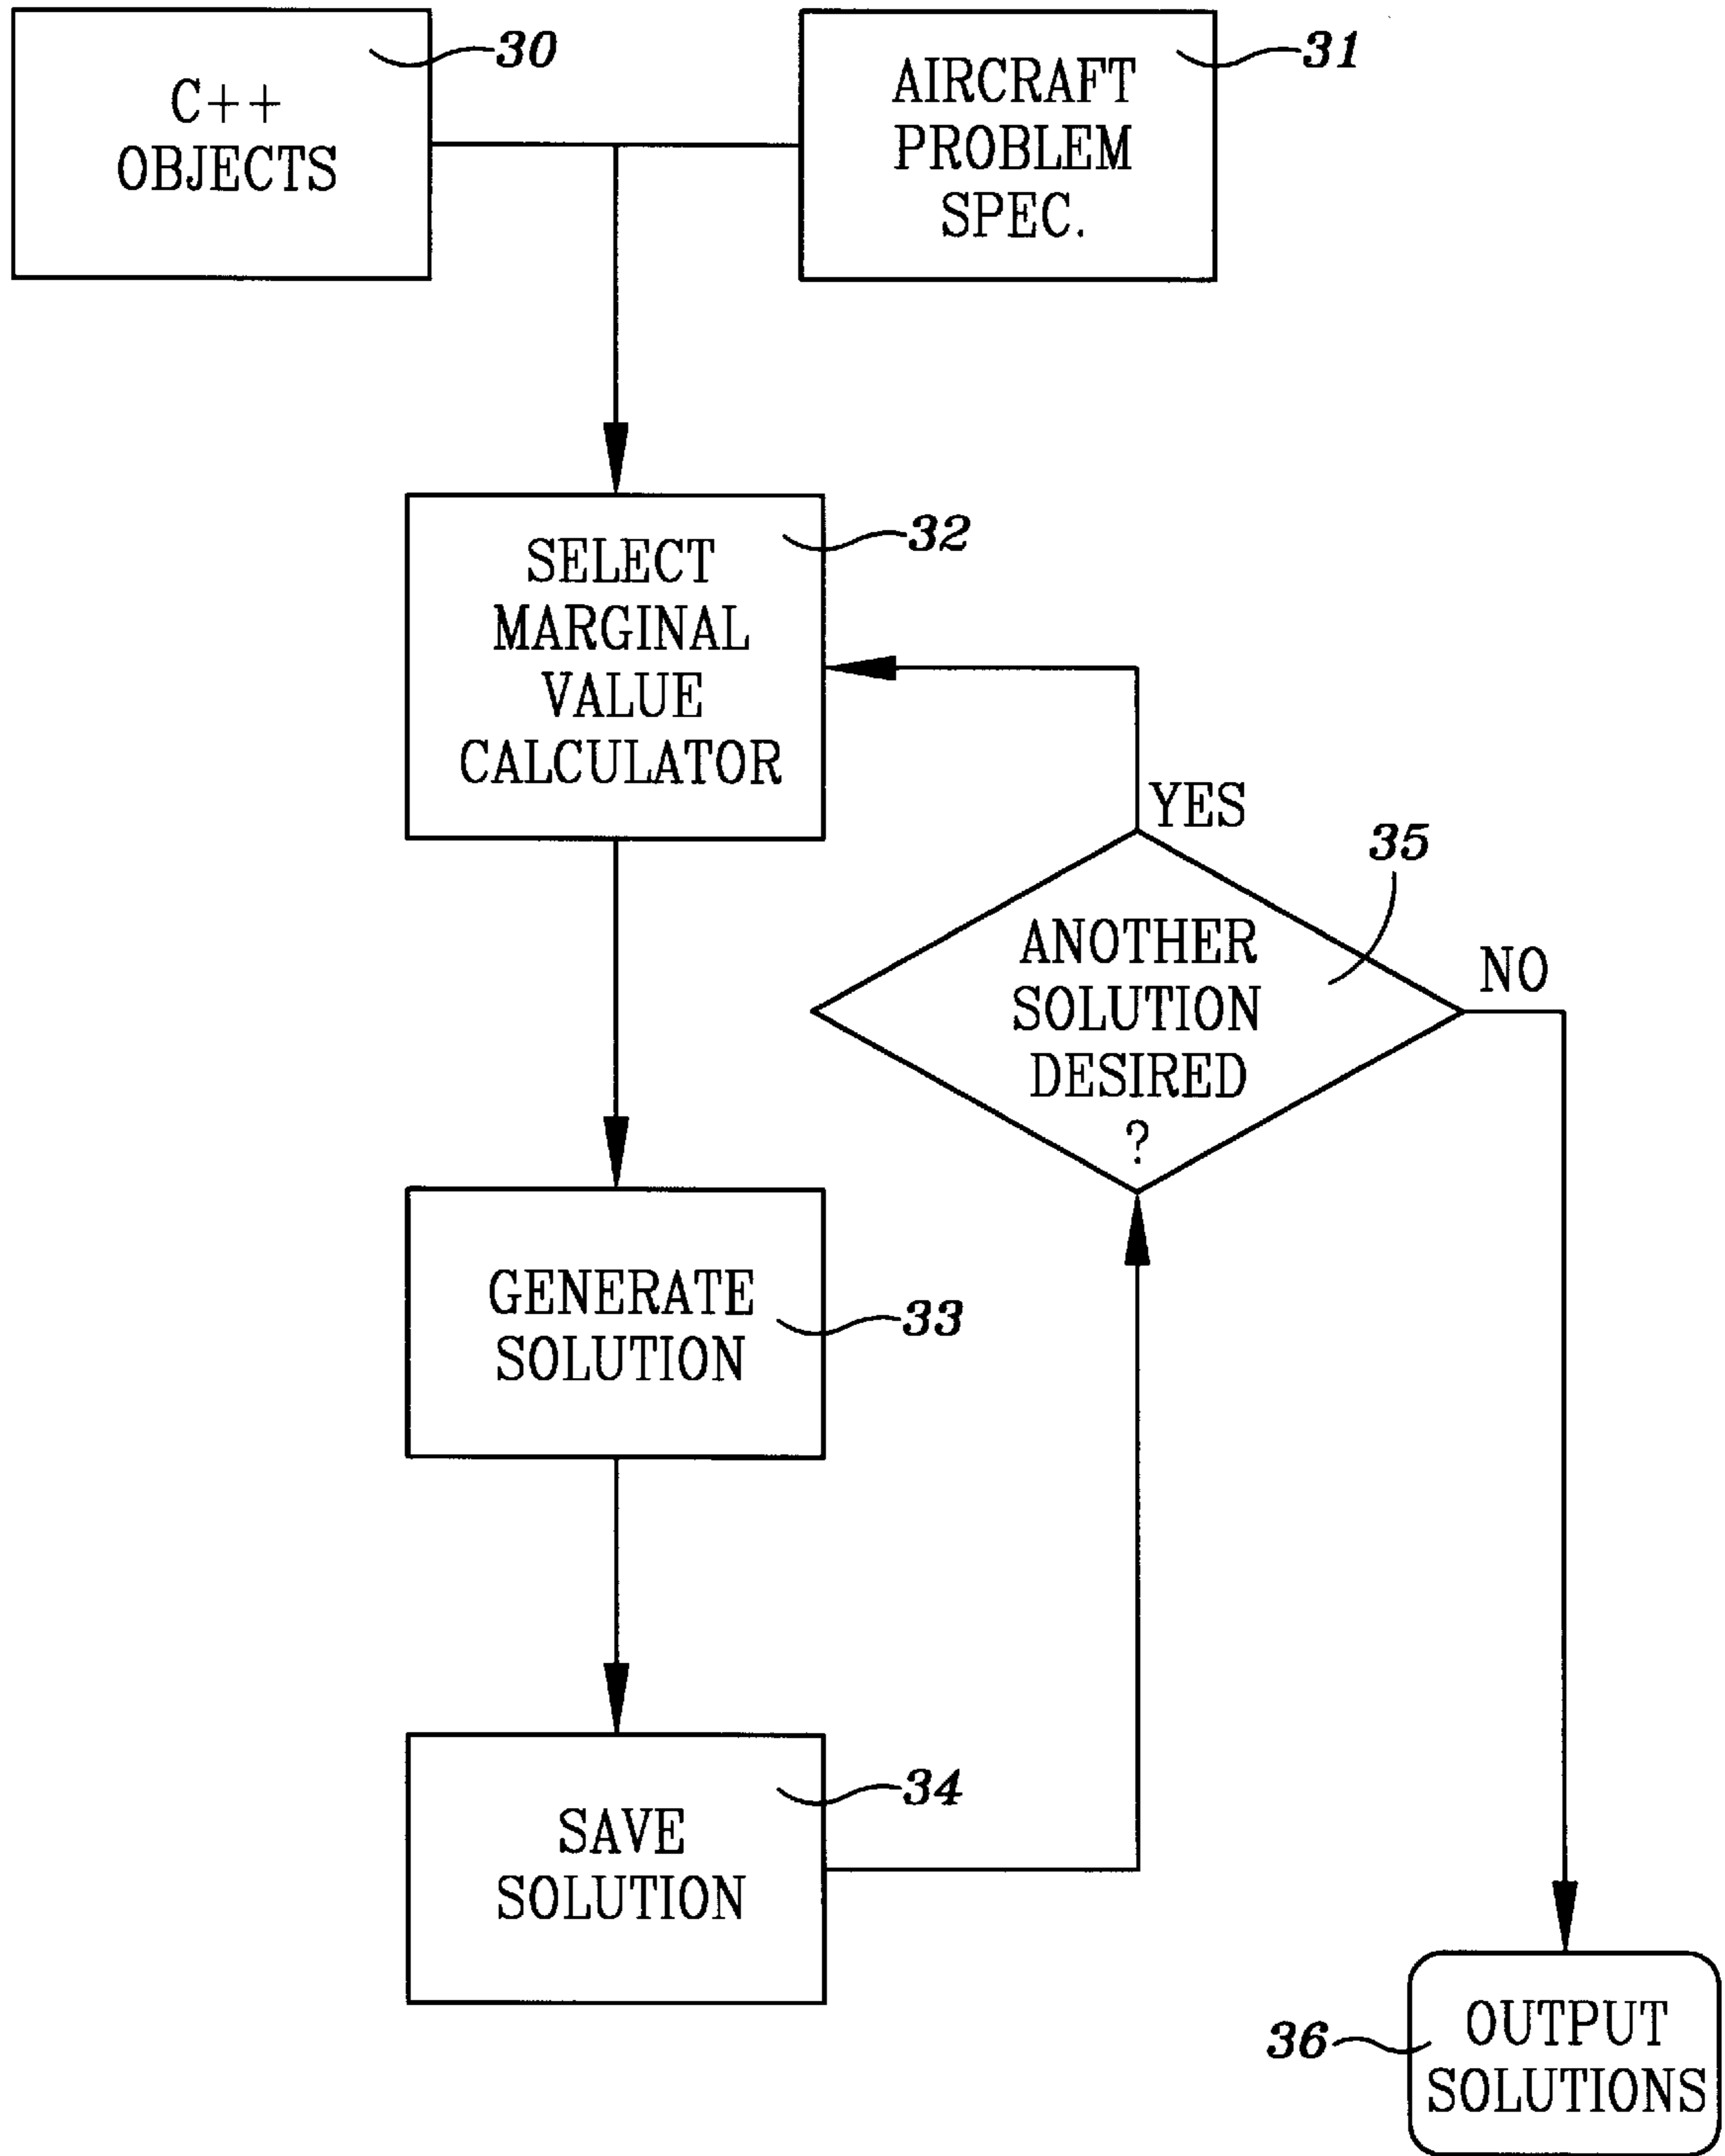 C++
OBJECTS
30
AIRCRAFT
PROBLEM
SPEC.
31
SELECT
MARGINAL
VALUE
CALCULATOR
32
YES
35
ANOTHER
SOLUTION
DESIRED
?
NO
GENERATE
SOLUTION
33
SAVE
SOLUTION
34
36
OUTPUT
SOLUTIONS